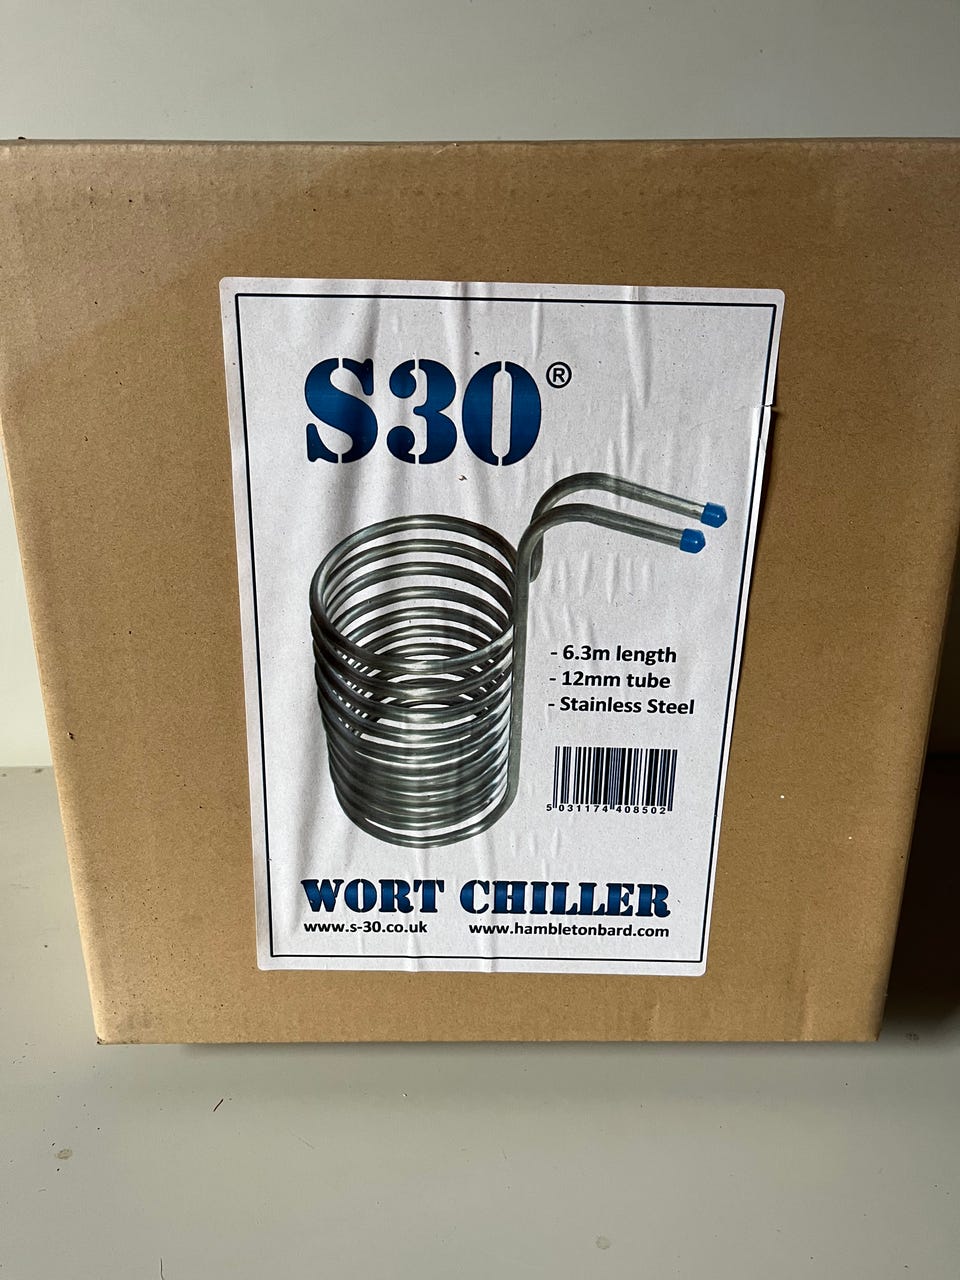 S30®
- 6.3m length
- 12mm tube
- Stainless Steel
5 031174 408502
WORT CHILLER
www.s-30.co.uk www.hambletonbard.com